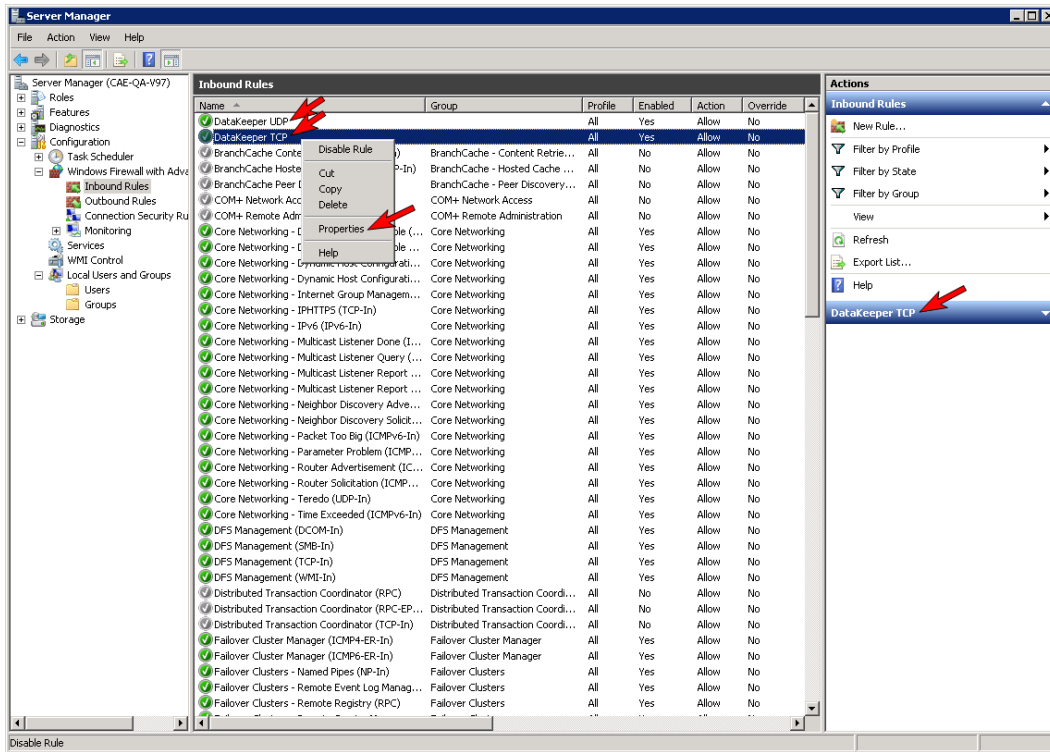 Server Manager
File Action View Help
Server Manager (CAE-QA-V97)
Roles
Features
Diagnostics
Configuration
Task Scheduler
Windows Firewall with Adva
Inbound Rules
Outbound Rules
Connection Security Ru
Monitoring
Services
WMI Control
Local Users and Groups
Users
Groups
Storage
Inbound Rules
Name Group Profile Enabled Action Override
DataKeeper UDP All Yes Allow No
DataKeeper TCP All Yes Allow No
BranchCache Conte BranchCache - Content Retrie... All No Allow No
BranchCache Hoste P-In) BranchCache - Hosted Cache ... All No Allow No
BranchCache Peer BranchCache - Peer Discovery... All No Allow No
COM+ Network Acc COM+ Network Access All No Allow No
COM+ Remote Adm COM+ Remote Administration All No Allow No
Core Networking - ble (... Core Networking All Yes Allow No
Core Networking - ble ... Core Networking All Yes Allow No
Core Networking - Dynamic Host Configurati... Core Networking All Yes Allow No
Core Networking - Dynamic Host Configurati... Core Networking All Yes Allow No
Core Networking - Internet Group Managem... Core Networking All Yes Allow No
Core Networking - IPHTTPS (TCP-In) Core Networking All Yes Allow No
Core Networking - IPv6 (IPv6-In) Core Networking All Yes Allow No
Core Networking - Multicast Listener Done (I... Core Networking All Yes Allow No
Core Networking - Multicast Listener Query (... Core Networking All Yes Allow No
Core Networking - Multicast Listener Report ... Core Networking All Yes Allow No
Core Networking - Multicast Listener Report ... Core Networking All Yes Allow No
Core Networking - Neighbor Discovery Adve... Core Networking All Yes Allow No
Core Networking - Neighbor Discovery Solicit... Core Networking All Yes Allow No
Core Networking - Packet Too Big (ICMPv6-In) Core Networking All Yes Allow No
Core Networking - Parameter Problem (ICMP... Core Networking All Yes Allow No
Core Networking - Router Advertisement (IC... Core Networking All Yes Allow No
Core Networking - Router Solicitation (ICMP... Core Networking All Yes Allow No
Core Networking - Teredo (UDP-In) Core Networking All Yes Allow No
Core Networking - Time Exceeded (ICMPv6-In) Core Networking All Yes Allow No
DFS Management (DCOM-In) DFS Management All Yes Allow No
DFS Management (SMB-In) DFS Management All Yes Allow No
DFS Management (TCP-In) DFS Management All Yes Allow No
DFS Management (WMI-In) DFS Management All Yes Allow No
Distributed Transaction Coordinator (RPC) Distributed Transaction Coordi... All No Allow No
Distributed Transaction Coordinator (RPC-EP... Distributed Transaction Coordi... All No Allow No
Distributed Transaction Coordinator (TCP-In) Distributed Transaction Coordi... All No Allow No
Failover Cluster Manager (ICMP4-ER-In) Failover Cluster Manager All Yes Allow No
Failover Cluster Manager (ICMP6-ER-In) Failover Cluster Manager All Yes Allow No
Failover Clusters - Named Pipes (NP-In) Failover Clusters All Yes Allow No
Failover Clusters - Remote Event Log Manag... Failover Clusters All Yes Allow No
Failover Clusters - Remote Registry (RPC) Failover Clusters All Yes Allow No
Disable Rule
Cut
Copy
Delete
Properties
Help
Actions
Inbound Rules
New Rule...
Filter by Profile
Filter by State
Filter by Group
View
Refresh
Export List...
Help
DataKeeper TCP
Disable Rule